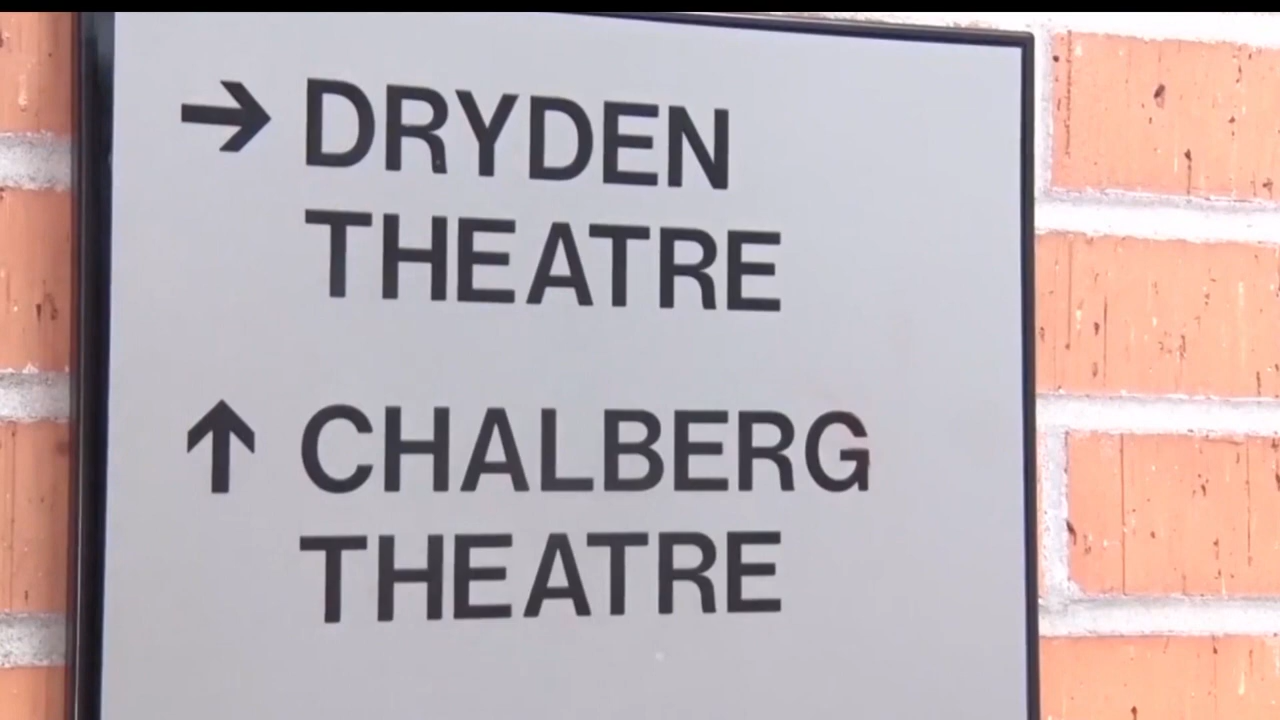 → DRYDEN
THEATRE
↑ CHALBERG
THEATRE